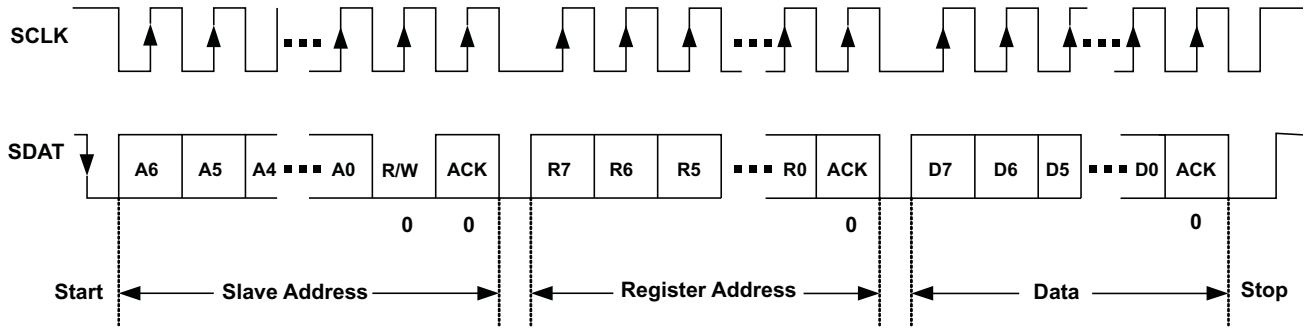 SCLK
SDAT
A6 A5 A4 A0 R/W ACK R7 R6 R5 R0 ACK D7 D6 D5 D0 ACK
0 0 0 0
Start Slave Address Register Address Data Stop